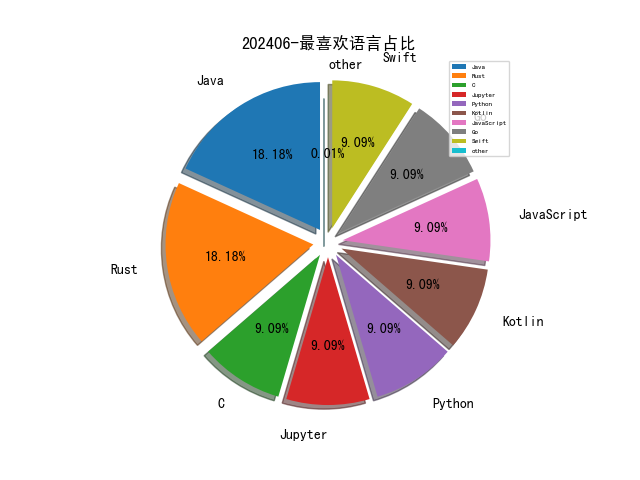 202406-最喜欢语言占比
other
Swift
Java
JavaScript
Rust
Kotlin
C
Python
Jupyter
18.18%
0.01%
9.09%
9.09%
9.09%
18.18%
9.09%
9.09%
9.09%
9.09%
Java
Rust
C
Jupyter
Python
Kotlin
JavaScript
Go
Swift
other